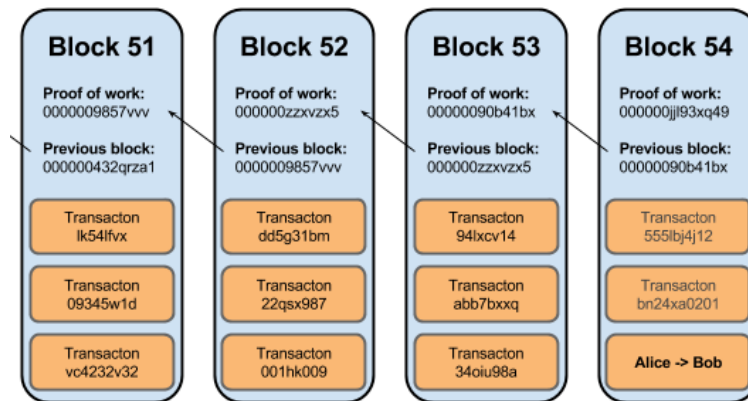 Block 51
Proof of work:
0000009857vvv
Previous block:
000000432qrza1
Transacton
lk54lfvx
Transacton
09345w1d
Transacton
vc4232v32
Block 52
Proof of work:
000000zzxvzx5
Previous block:
0000009857vvv
Transacton
dd5g31bm
Transacton
22qsx987
Transacton
001hk009
Block 53
Proof of work:
00000090b41bx
Previous block:
000000zzxvzx5
Transacton
94lxcv14
Transacton
abb7bxxq
Transacton
34oiu98a
Block 54
Proof of work:
000000jjl93xq49
Previous block:
00000090b41bx
Transacton
555lbj4j12
Transacton
bn24xa0201
Alice -> Bob